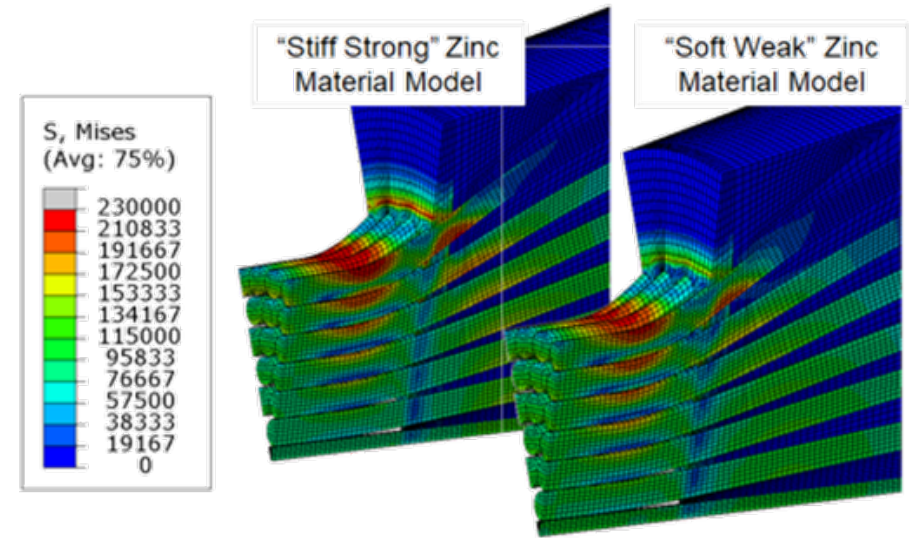 “Stiff Strong” Zinc
Material Model
“Soft Weak” Zinc
Material Model
S, Mises
(Avg: 75%)
230000
210833
191667
172500
153333
134167
115000
95833
76667
57500
38333
19167
0